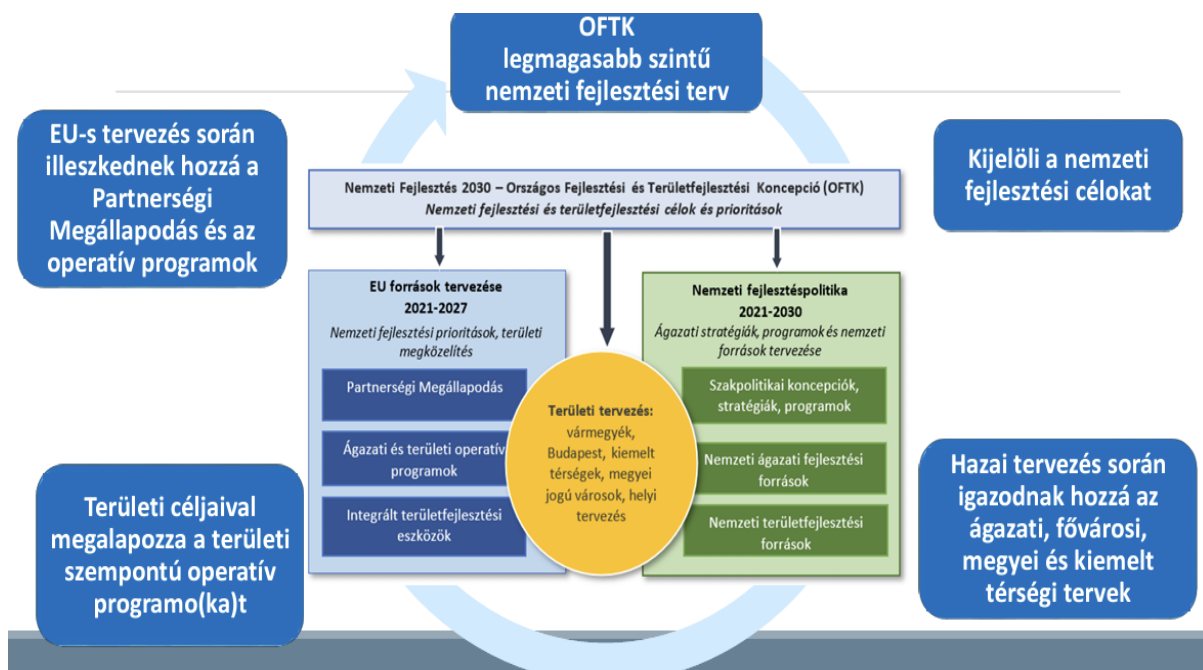 OFTK
legmagasabb szintű
nemzeti fejlesztési terv
EU-s tervezés során
illeszkednek hozzá a
Partnerségi
Megállapodás és az
operatív programok
Kijelöli a nemzeti
fejlesztési célokat
Nemzeti Fejlesztés 2030 – Országos Fejlesztési és Területfejlesztési Koncepció (OFTK)
Nemzeti fejlesztési és területfejlesztési célok és prioritások
EU források tervezése
2021-2027
Nemzeti fejlesztési prioritások, területi
megközelítés
Partnerségi Megállapodás
Ágazati és területi operatív
programok
Integrált területfejlesztési
eszközök
Területi tervezés:
vármegyék,
Budapest, kiemelt
térségek, megyei
jogú városok, helyi
tervezés
Nemzeti fejlesztéspolitika
2021-2030
Ágazati stratégiák, programok és nemzeti
források tervezése
Szakpolitikai koncepciók,
stratégiák, programok
Nemzeti ágazati fejlesztési
források
Nemzeti területfejlesztési
források
Területi céljaival
megalapozza a területi
szempontú operatív
programo(ka)t
Hazai tervezés során
igazodnak hozzá az
ágazati, fővárosi,
megyei és kiemelt
térségi tervek